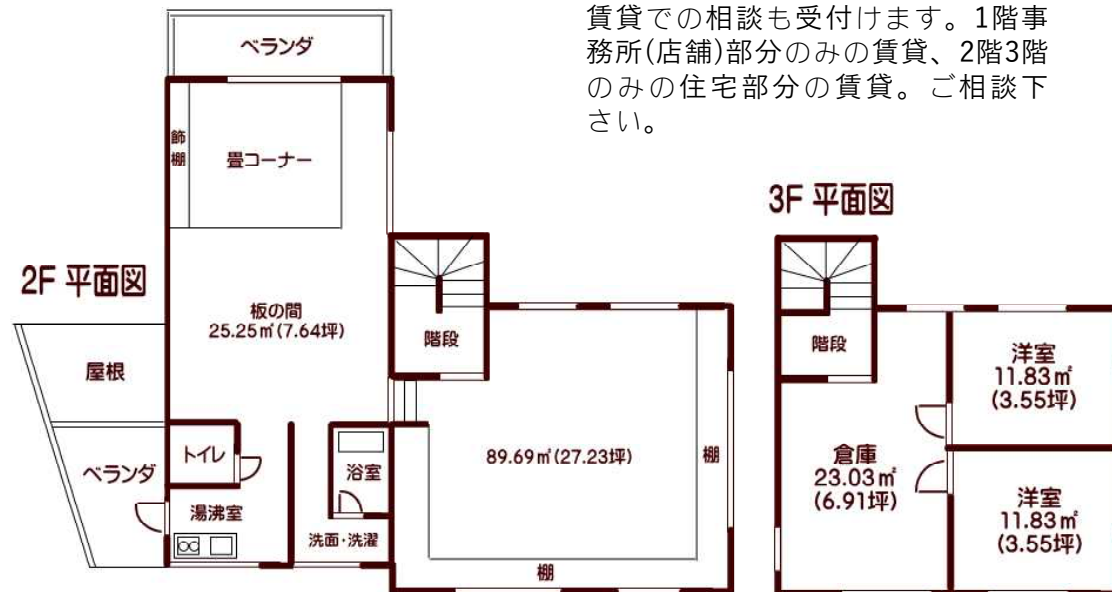 賃貸での相談も受付けます。1階事
務所(店舗)部分のみの賃貸、2階3階
のみの住宅部分の賃貸。ご相談下
さい。
2F 平面図
ベランダ
飾棚
畳コーナー
板の間
25.25㎡(7.64坪)
階段
屋根
ベランダ
トイレ
湯沸室
浴室
洗面・洗濯
89.69㎡(27.23坪)
棚
棚
3F 平面図
階段
洋室
11.83㎡
(3.55坪)
倉庫
23.03㎡
(6.91坪)
洋室
11.83㎡
(3.55坪)